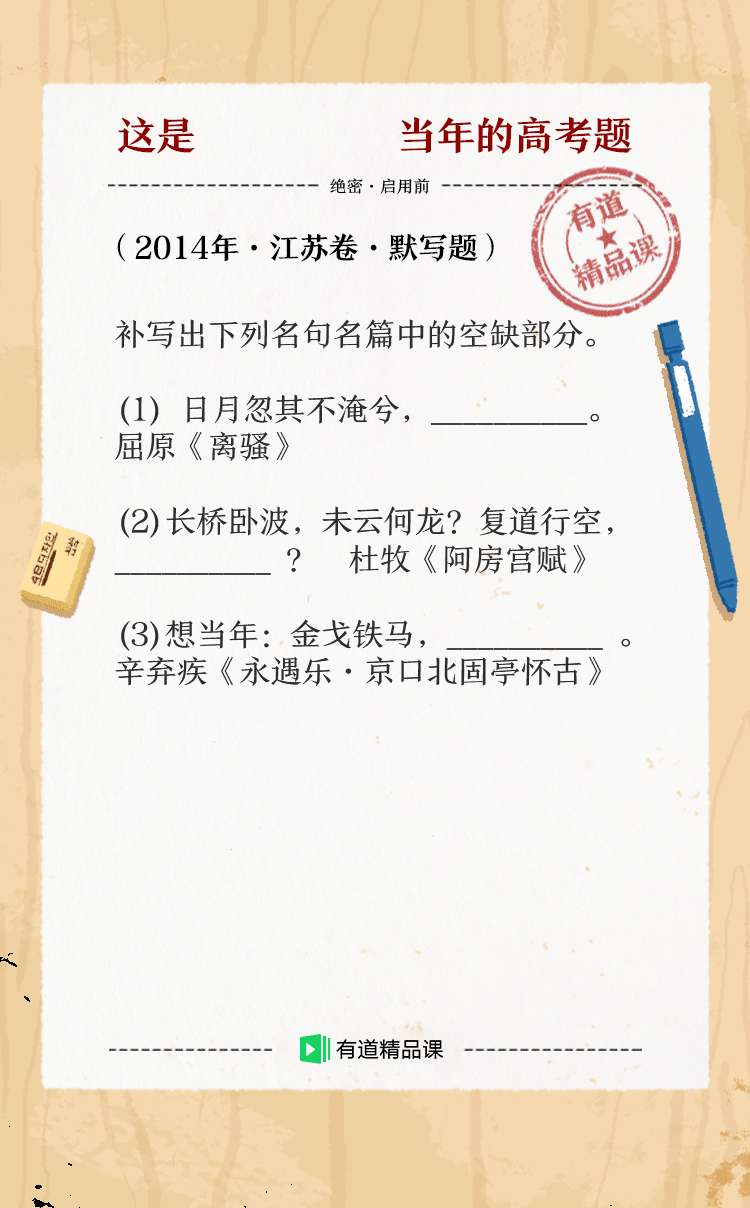 这是 当年的高考题
绝密·启用前
（2014年·江苏卷·默写题）
有道
精品课
补写出下列名句名篇中的空缺部分。
(1) 日月忽其不淹兮，__________。
屈原《离骚》
(2)长桥卧波，未云何龙？复道行空，
__________ ？ 杜牧《阿房宫赋》
(3)想当年：金戈铁马，__________ 。
辛弃疾《永遇乐·京口北固亭怀古》
有道精品课